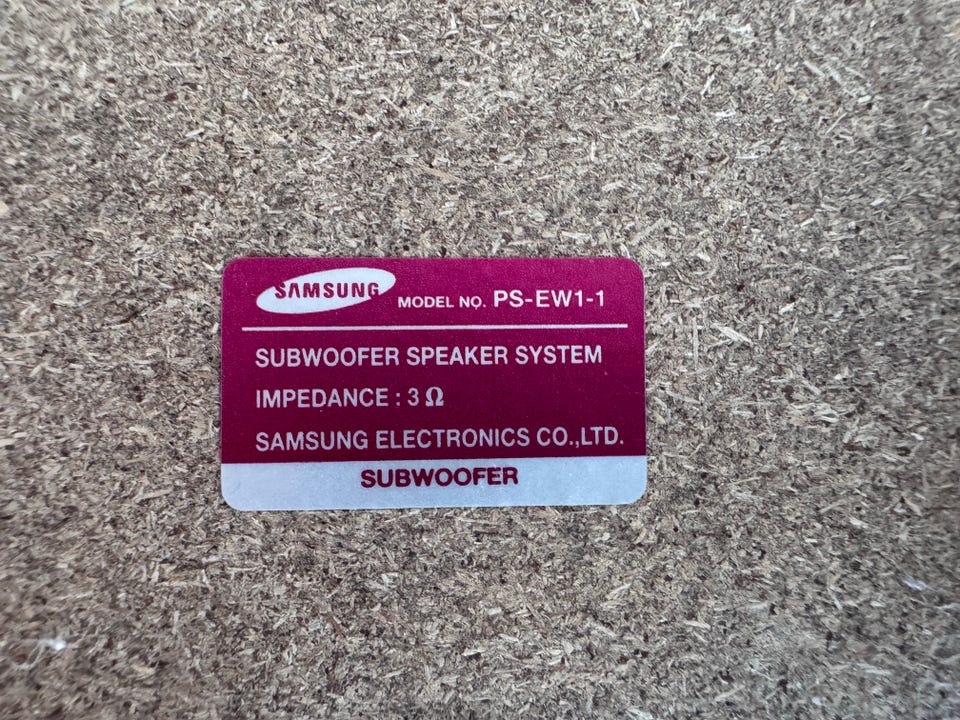 SAMSUNG MODEL NO. PS-EW1-1
SUBWOOFER SPEAKER SYSTEM
IMPEDANCE : 3 Ω
SAMSUNG ELECTRONICS CO.,LTD.
SUBWOOFER